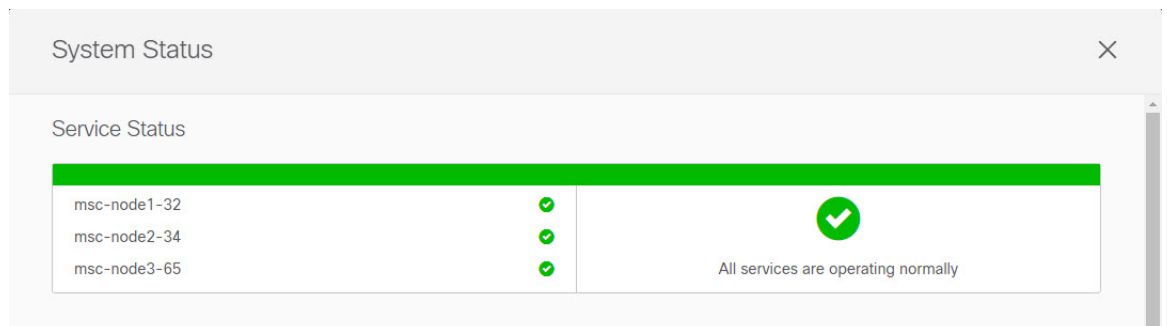 System Status
Service Status
msc-node1-32
msc-node2-34
msc-node3-65
All services are operating normally